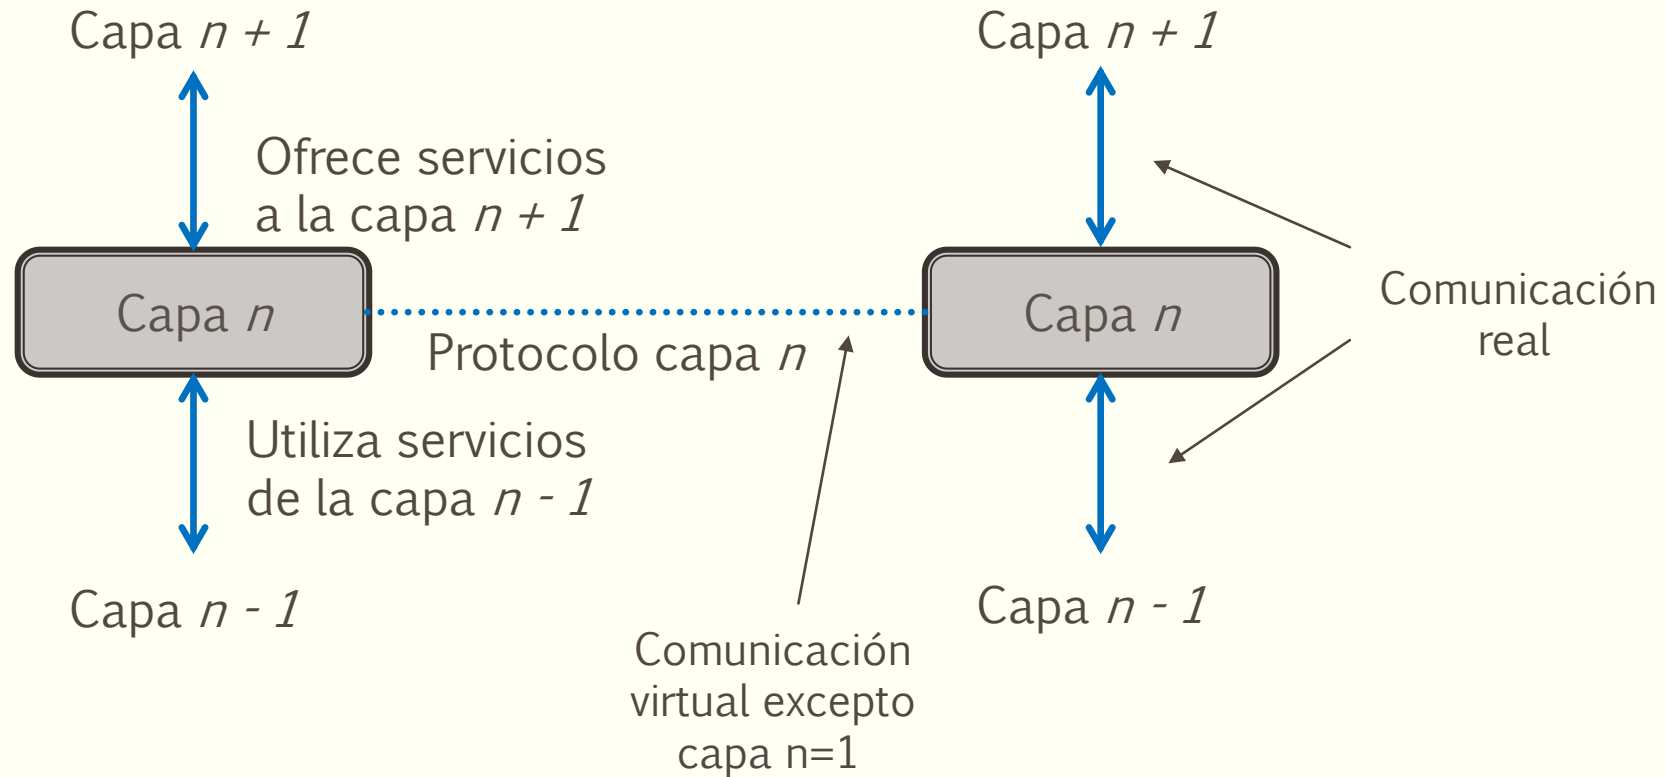 Capa n + 1
Capa n + 1
Ofrece servicios
a la capa n + 1
Capa n
Capa n
Protocolo capa n
Comunicación
real
Utiliza servicios
de la capa n - 1
Capa n - 1
Capa n - 1
Comunicación
virtual excepto
capa n=1